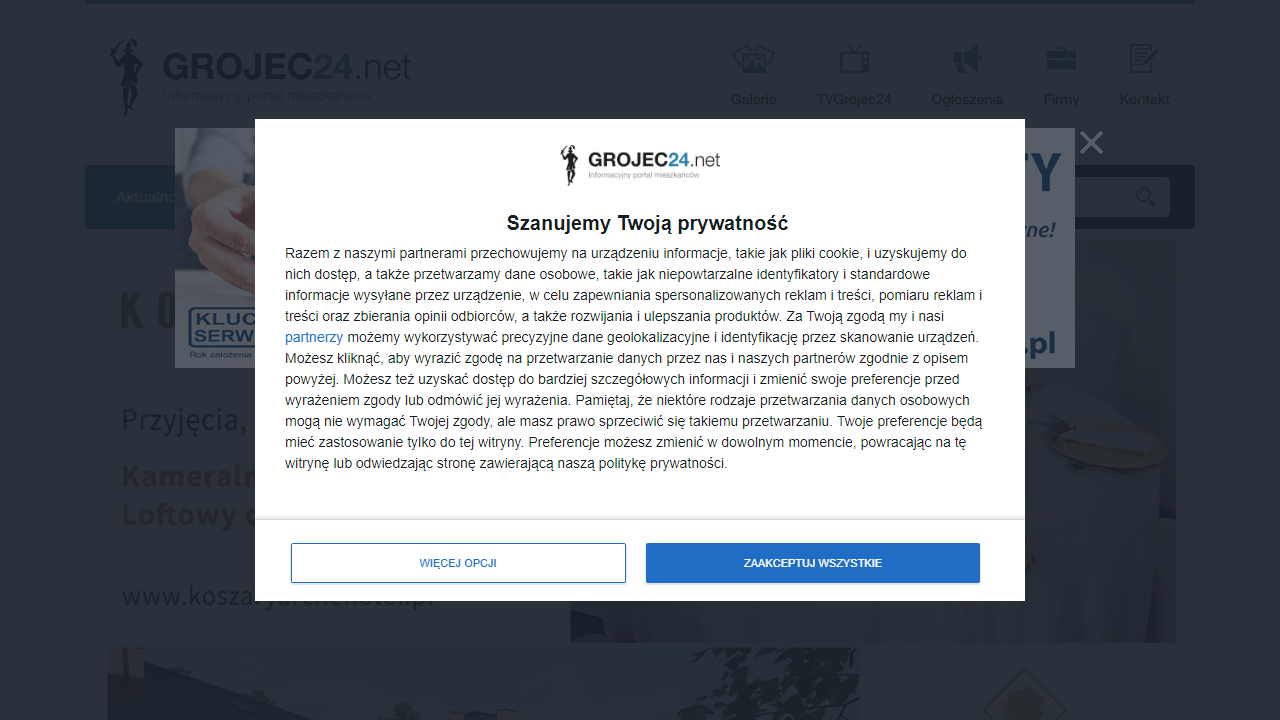 GROJEC24.net
Informacyjny portal mieszkańców
Galerie
TVGrojec24
Ogłoszenia
Firmy
Kontakt
GROJEC24.net
Informacyjny portal mieszkańców
Szanujemy Twoją prywatność
Razem z naszymi partnerami przechowujemy na urządzeniu informacje, takie jak pliki cookie, i uzyskujemy do
nich dostęp, a także przetwarzamy dane osobowe, takie jak niepowtarzalne identyfikatory i standardowe
informacje wysyłane przez urządzenie, w celu zapewniania spersonalizowanych reklam i treści, pomiaru reklam i
treści oraz zbierania opinii odbiorców, a także rozwijania i ulepszania produktów. Za Twoją zgodą my i nasi
partnerzy możemy wykorzystywać precyzyjne dane geolokalizacyjne i identyfikację przez skanowanie urządzeń.
Możesz kliknąć, aby wyrazić zgodę na przetwarzanie danych przez nas i naszych partnerów zgodnie z opisem
powyżej. Możesz też uzyskać dostęp do bardziej szczegółowych informacji i zmienić swoje preferencje przed
wyrażeniem zgody lub odmówić jej wyrażenia. Pamiętaj, że niektóre rodzaje przetwarzania danych osobowych
mogą nie wymagać Twojej zgody, ale masz prawo sprzeciwić się takiemu przetwarzaniu. Twoje preferencje będą
mieć zastosowanie tylko do tej witryny. Preferencje możesz zmienić w dowolnym momencie, powracając na tę
witrynę lub odwiedzając stronę zawierającą naszą politykę prywatności.
WIĘCEJ OPCJI
ZAAKCEPTUJ WSZYSTKIE
KLUC
SERW
Rok założenia
.pl
Przyjęcia,
Loftowy